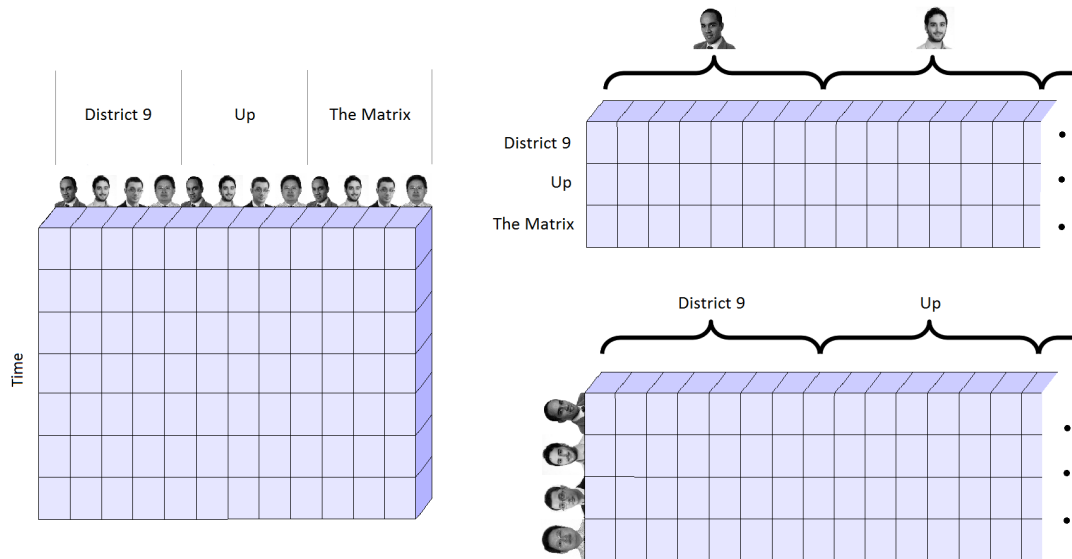 District 9
Up
The Matrix
Time
District 9
Up
The Matrix
District 9
Up